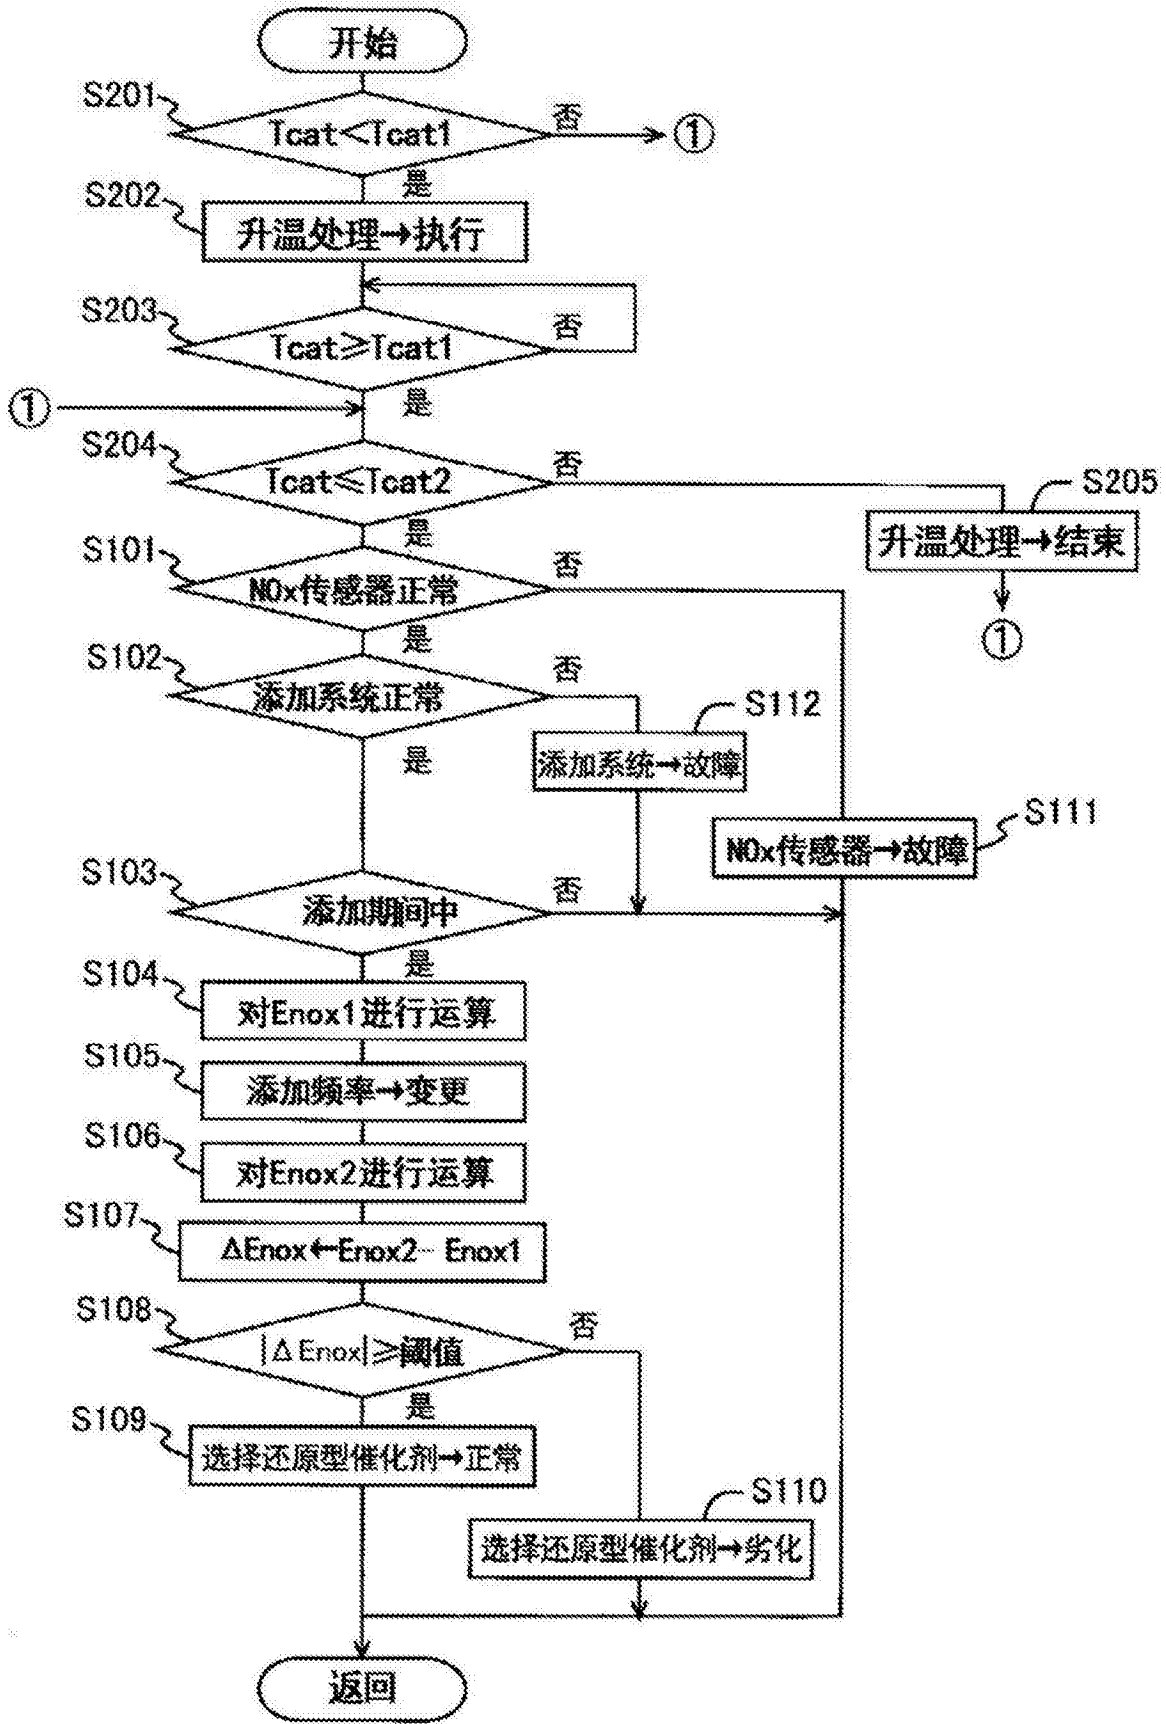 开始
S201
Tcat<Tcat1
否
①
是
S202
升温处理→执行
S203
Tcat≥Tcat1
否
①
是
S204
Tcat≤Tcat2
否
S205
升温处理→结束
①
是
S101
NOx传感器正常
否
是
S102
添加系统正常
否
S112
添加系统→故障
是
S111
NOx传感器→故障
S103
添加期间中
否
是
S104
对Enox1进行运算
S105
添加频率→变更
S106
对Enox2进行运算
S107
ΔEnox←Enox2-Enox1
S108
|ΔEnox|≥阈值
否
是
S109
选择还原型催化剂→正常
S110
选择还原型催化剂→劣化
返回